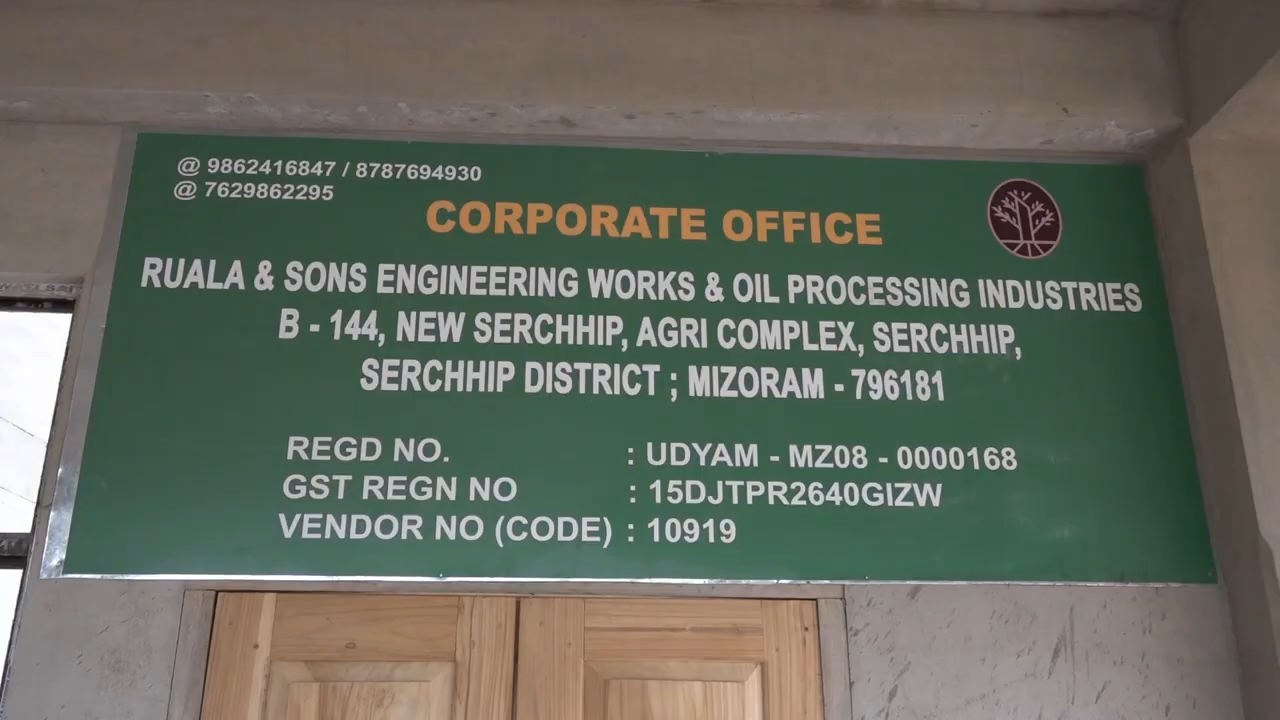 @ 9862416847 / 8787694930
@ 7629862295
CORPORATE OFFICE
RUALA & SONS ENGINEERING WORKS & OIL PROCESSING INDUSTRIES
B - 144, NEW SERCHHIP, AGRI COMPLEX, SERCHHIP,
SERCHHIP DISTRICT ; MIZORAM - 796181
REGD NO. : UDYAM - MZ08 - 0000168
GST REGN NO : 15DJTPR2640GIZW
VENDOR NO (CODE) : 10919